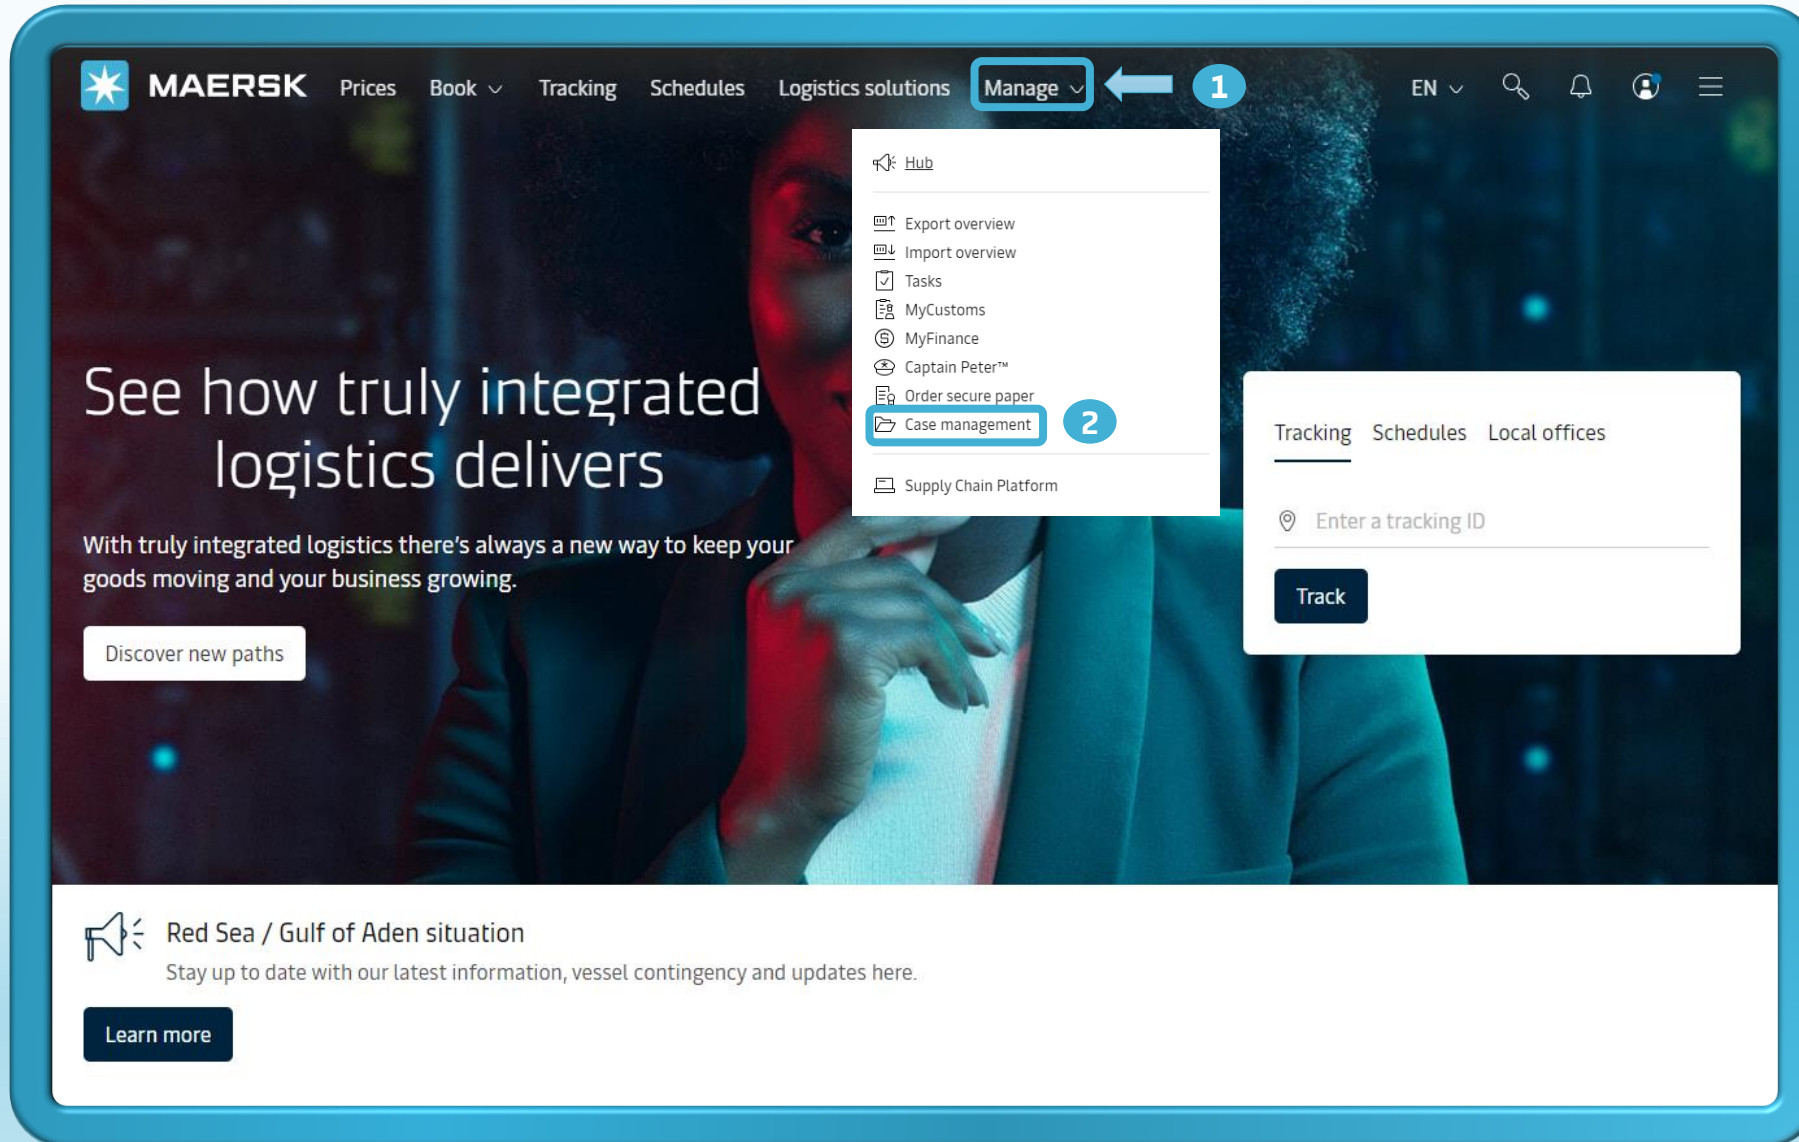 MAERSK Prices Book Tracking Schedules Logistics solutions Manage 1 EN
Hub
Export overview
Import overview
Tasks
MyCustoms
MyFinance
Captain Peter™
Order secure paper
Case management 2
Supply Chain Platform
See how truly integrated
logistics delivers
With truly integrated logistics there's always a new way to keep your
goods moving and your business growing.
Discover new paths
Tracking Schedules Local offices
Enter a tracking ID
Track
Red Sea / Gulf of Aden situation
Stay up to date with our latest information, vessel contingency and updates here.
Learn more